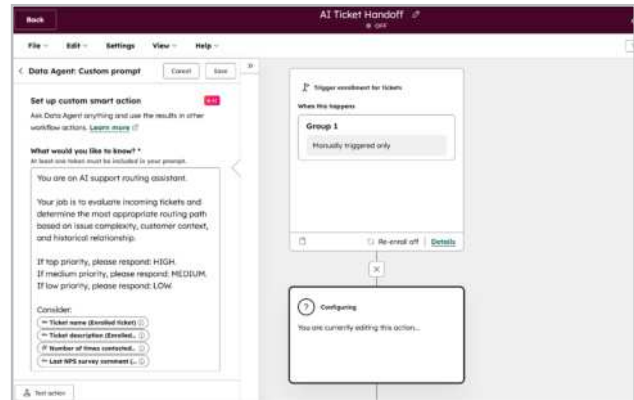 Back
AI Ticket Handoff
OFF
File
Edit
Settings
View
Help
Data Agent: Custom prompt
Cancel
Save
Set up custom smart action
AI
Ask Data Agent anything and use the results in other
workflow actions. Learn more
What would you like to know? *
At least one token must be included in your prompt.
You are an AI support routing assistant.
Your job is to evaluate incoming tickets and
determine the most appropriate routing path
based on issue complexity, customer context,
and historical relationship.
If top priority, please respond: HIGH.
If medium priority, please respond: MEDIUM.
If low priority, please respond: LOW.
Consider:
Ticket name (Enrolled ticket)
Ticket description (Enrolled...
Number of times contacted...
Last NPS survey comment (...
Test action
Trigger enrollment for tickets
When this happens
Group 1
Manually triggered only
Re-enroll off
Details
Configuring
You are currently editing this action...